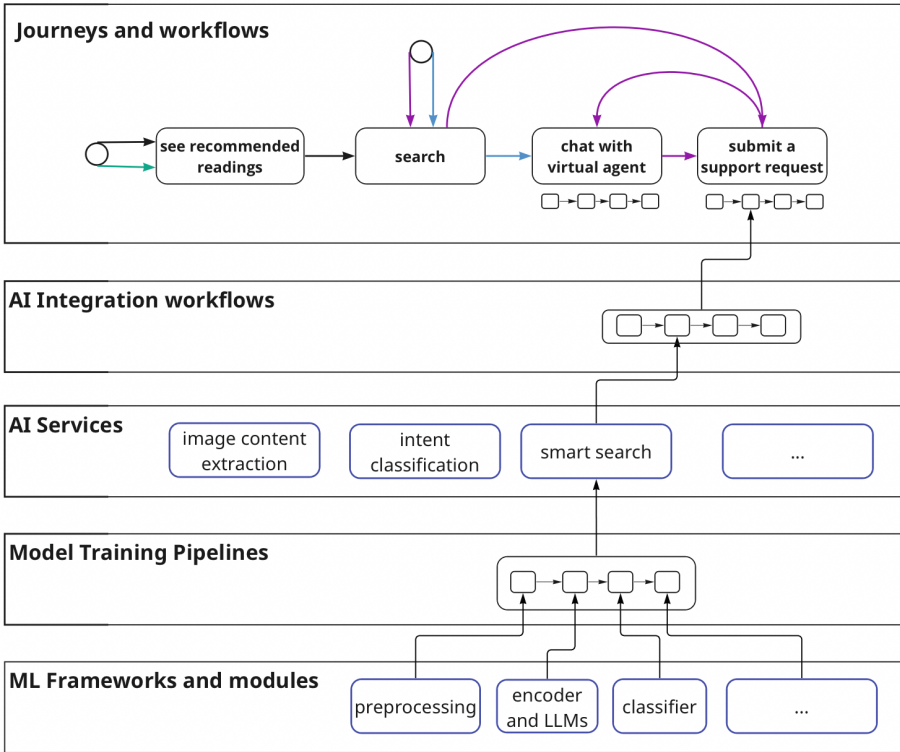 Journeys and workflows
see recommended
readings
search
chat with
virtual agent
submit a
support request
AI Integration workflows
AI Services
image content
extraction
intent
classification
smart search
...
Model Training Pipelines
ML Frameworks and modules
preprocessing
encoder
and LLMs
classifier
...